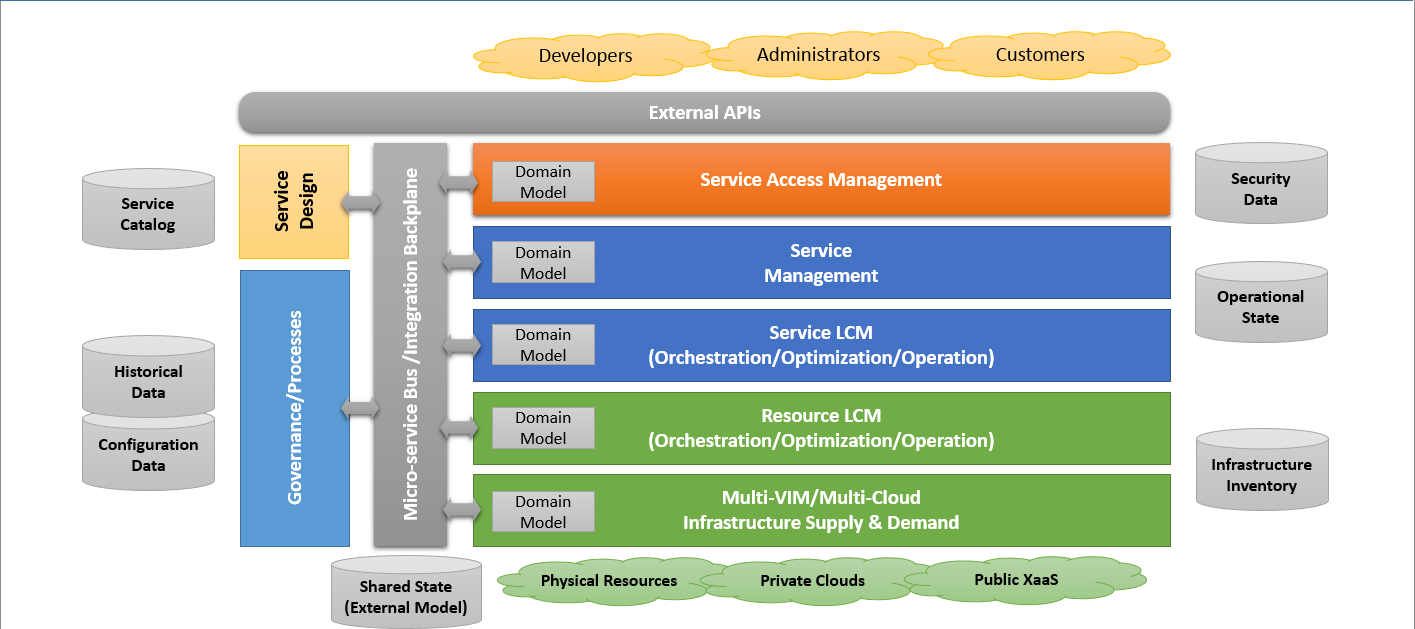 Developers
Administrators
Customers
External APIs
Service
Catalog
Service
Design
Micro-service Bus /Integration Backplane
Domain
Model
Service Access Management
Security
Data
Domain
Model
Service
Management
Operational
State
Governance/Processes
Domain
Model
Service LCM
(Orchestration/Optimization/Operation)
Historical
Data
Configuration
Data
Domain
Model
Resource LCM
(Orchestration/Optimization/Operation)
Infrastructure
Inventory
Domain
Model
Multi-VIM/Multi-Cloud
Infrastructure Supply & Demand
Shared State
(External Model)
Physical Resources
Private Clouds
Public XaaS